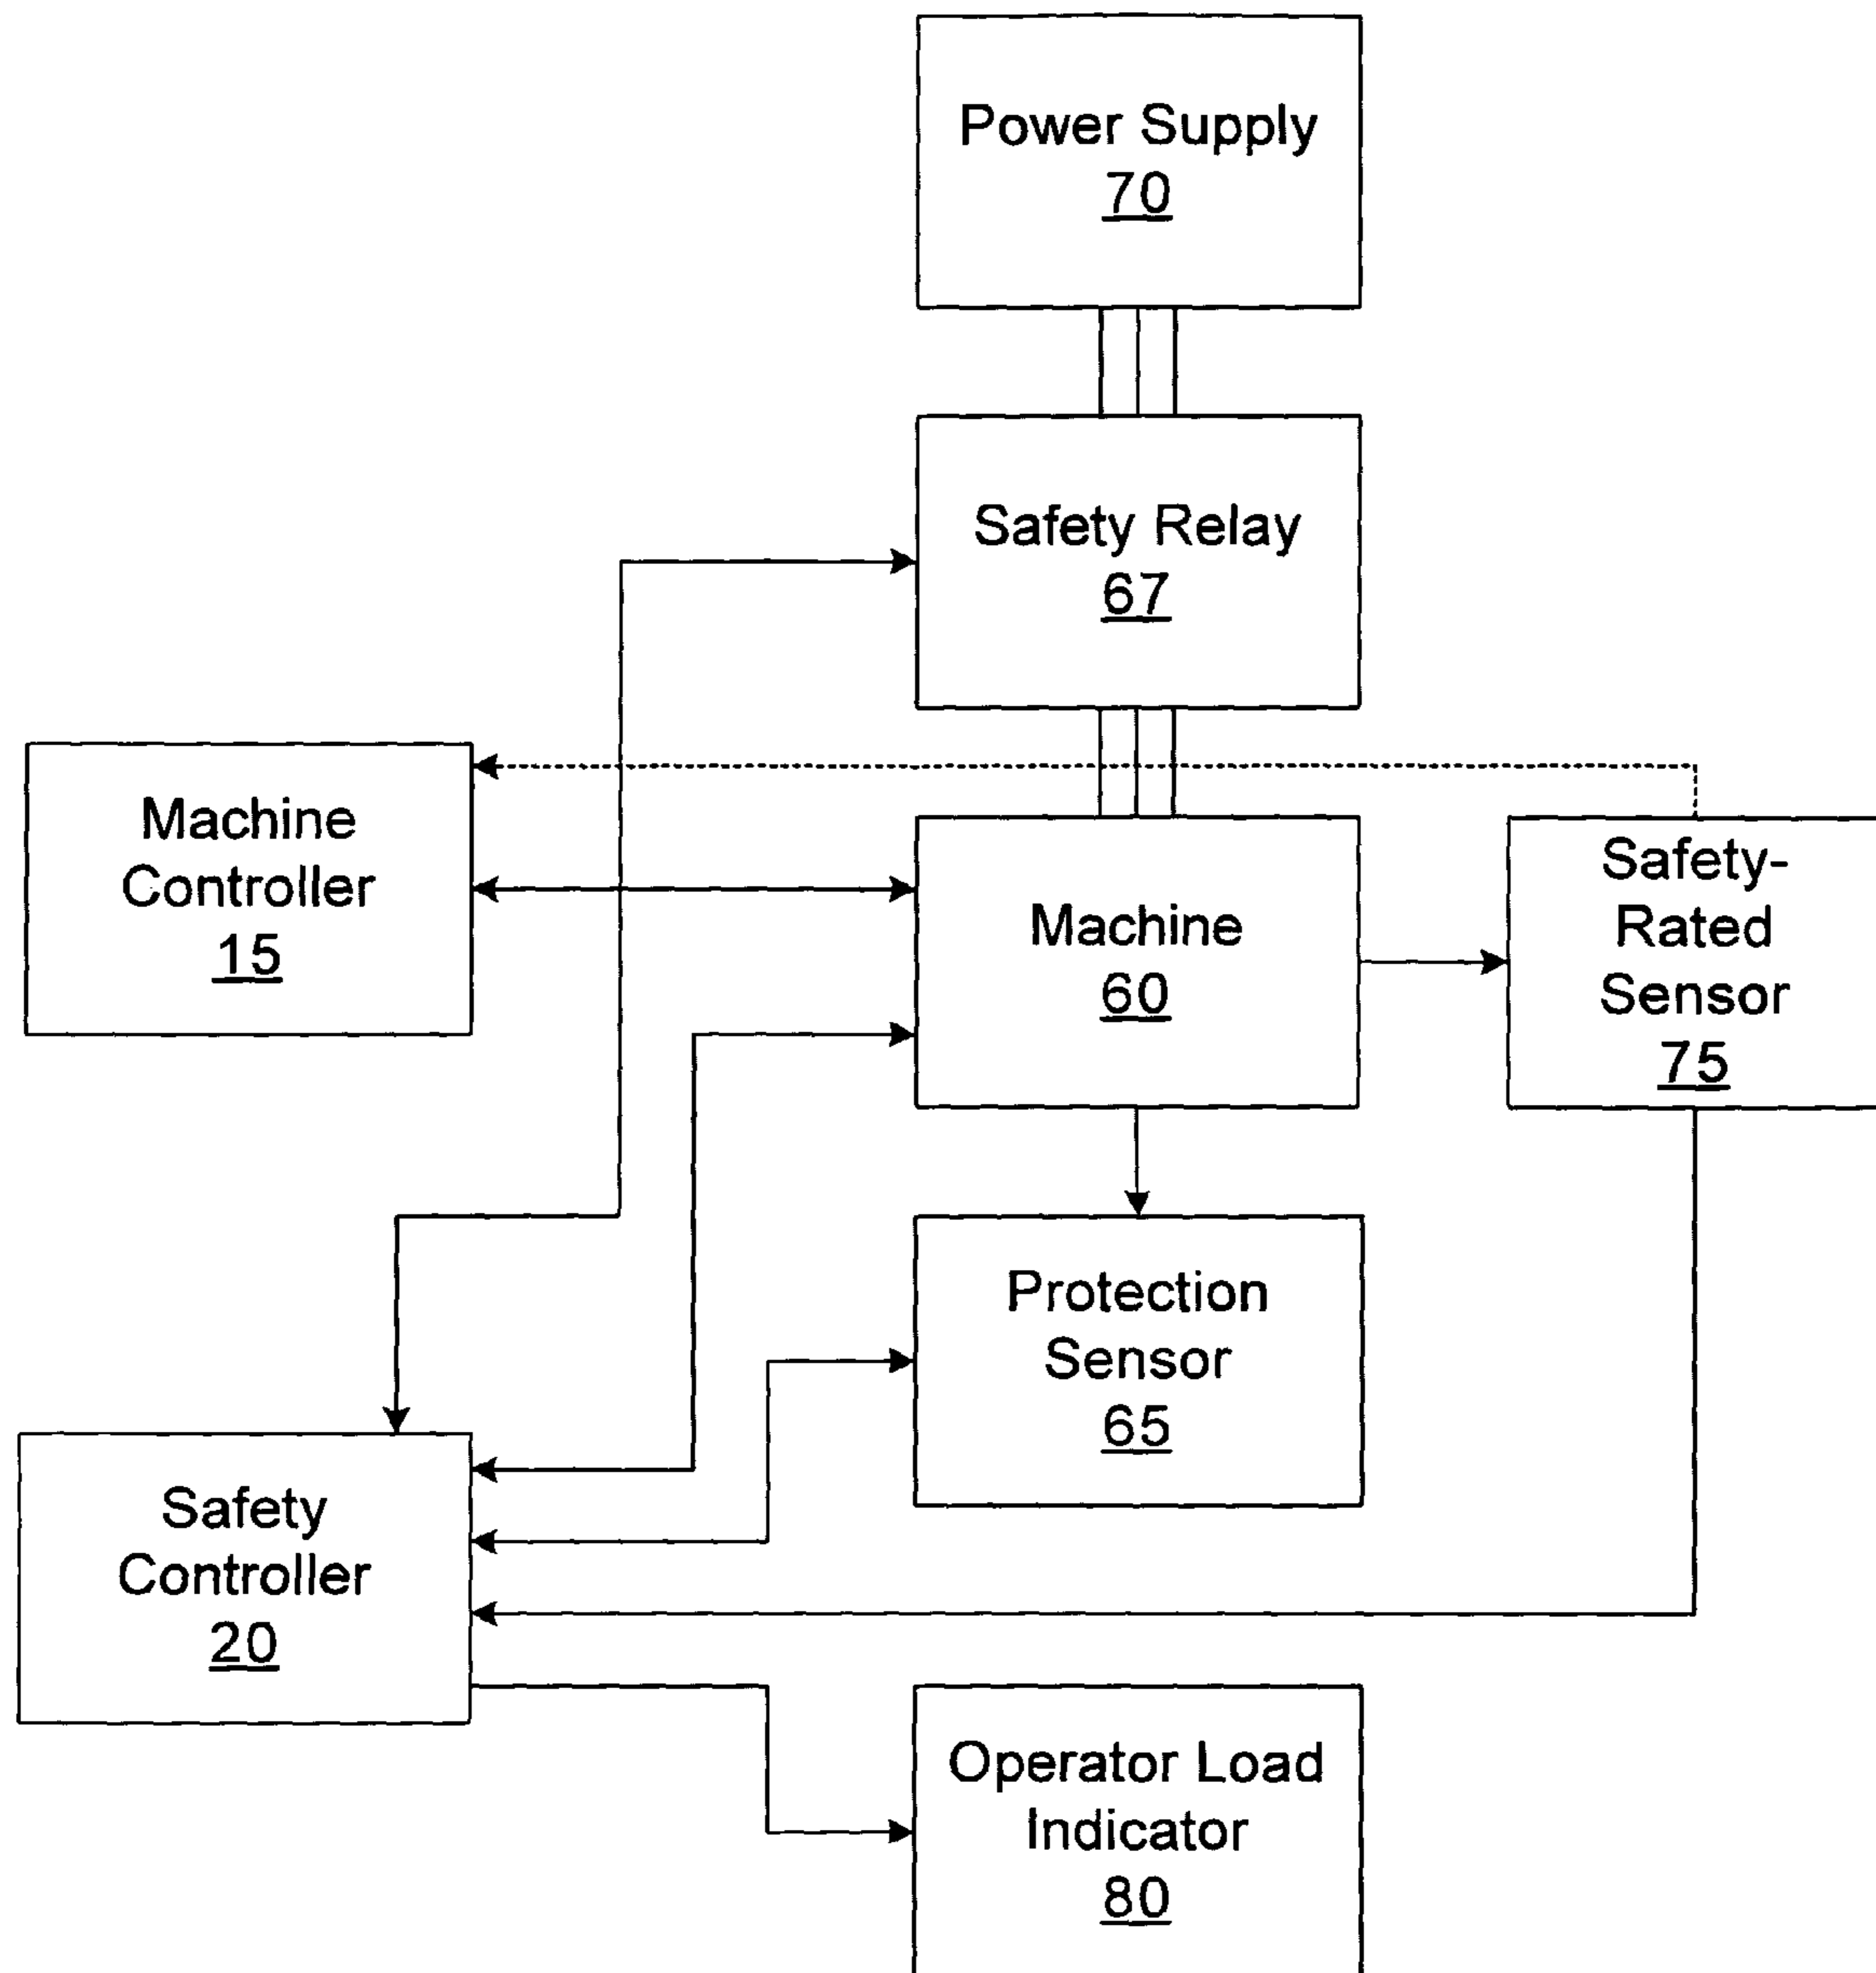 Power Supply
70
Safety Relay
67
Machine
Controller
15
Machine
60
Safety-
Rated
Sensor
75
Protection
Sensor
65
Safety
Controller
20
Operator Load
Indicator
80